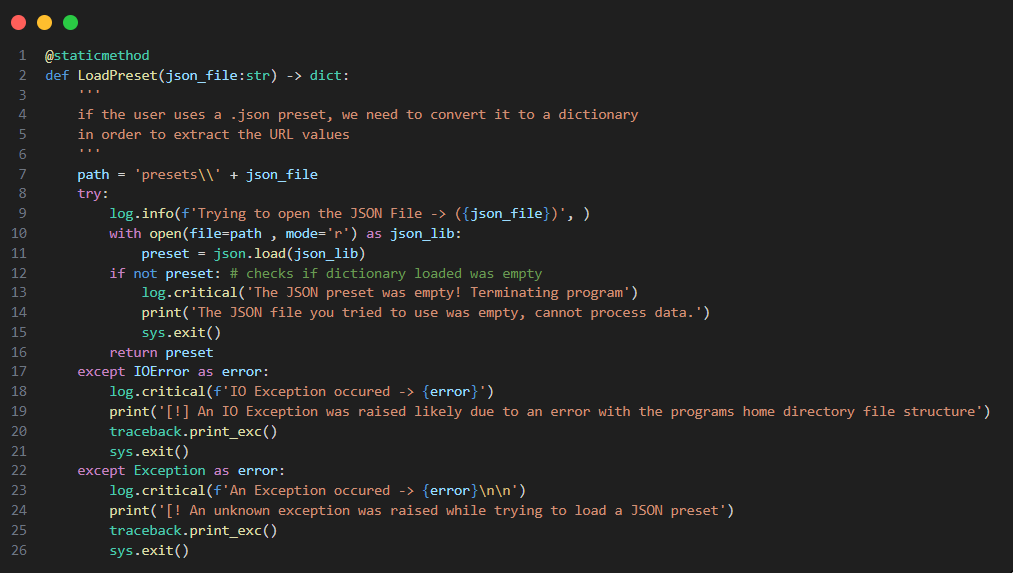 1 @staticmethod
2 def LoadPreset(json_file:str) -> dict:
3     '''
4     if the user uses a .json preset, we need to convert it to a dictionary
5     in order to extract the URL values
6     '''
7     path = 'presets\\' + json_file
8     try:
9         log.info(f'Trying to open the JSON File -> ({json_file})', )
10         with open(file=path , mode='r') as json_lib:
11             preset = json.load(json_lib)
12         if not preset: # checks if dictionary loaded was empty
13             log.critical('The JSON preset was empty! Terminating program')
14             print('The JSON file you tried to use was empty, cannot process data.')
15             sys.exit()
16         return preset
17     except IOError as error:
18         log.critical(f'IO Exception occured -> {error}')
19         print('[!] An IO Exception was raised likely due to an error with the programs home directory file structure')
20         traceback.print_exc()
21         sys.exit()
22     except Exception as error:
23         log.critical(f'An Exception occured -> {error}\n\n')
24         print('[! An unknown exception was raised while trying to load a JSON preset')
25         traceback.print_exc()
26         sys.exit()